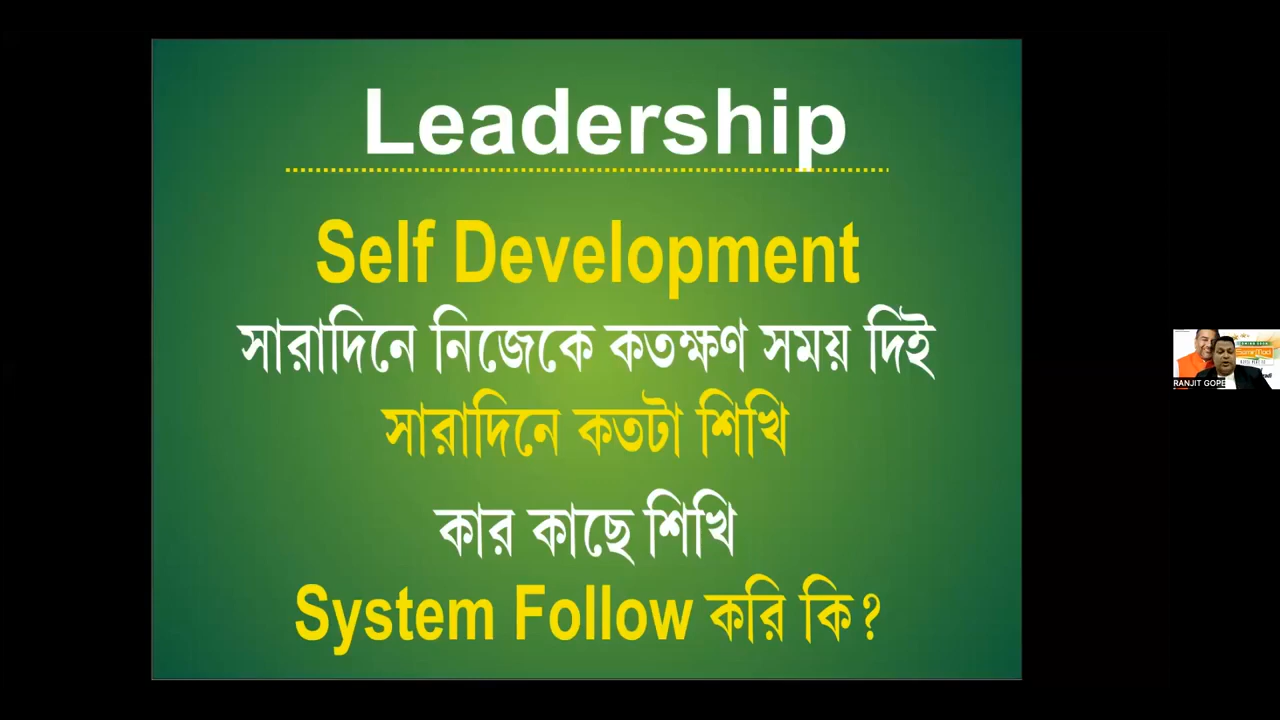 Leadership
Self Development
সারাদিনে নিজেকে কতক্ষণ সময় দিই
সারাদিনে কতটা শিখি
কার কাছে শিখি
System Follow করি কি?
RANJIT GOPE